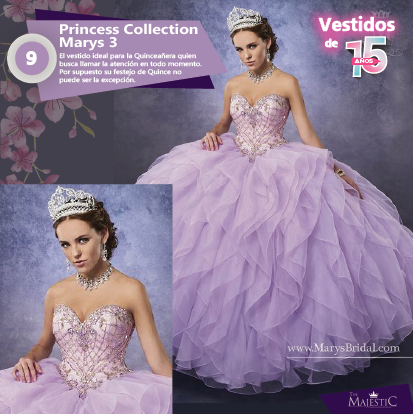 9
Princess Collection
Marys 3
El vestido ideal para la Quinceañera quien
busca llamar la atención en todo momento.
Por supuesto su festejo de Quince no
puede ser la excepción.
Vestidos
de 15
AÑOS
www.MarysBridal.com
The
MAJESTIC